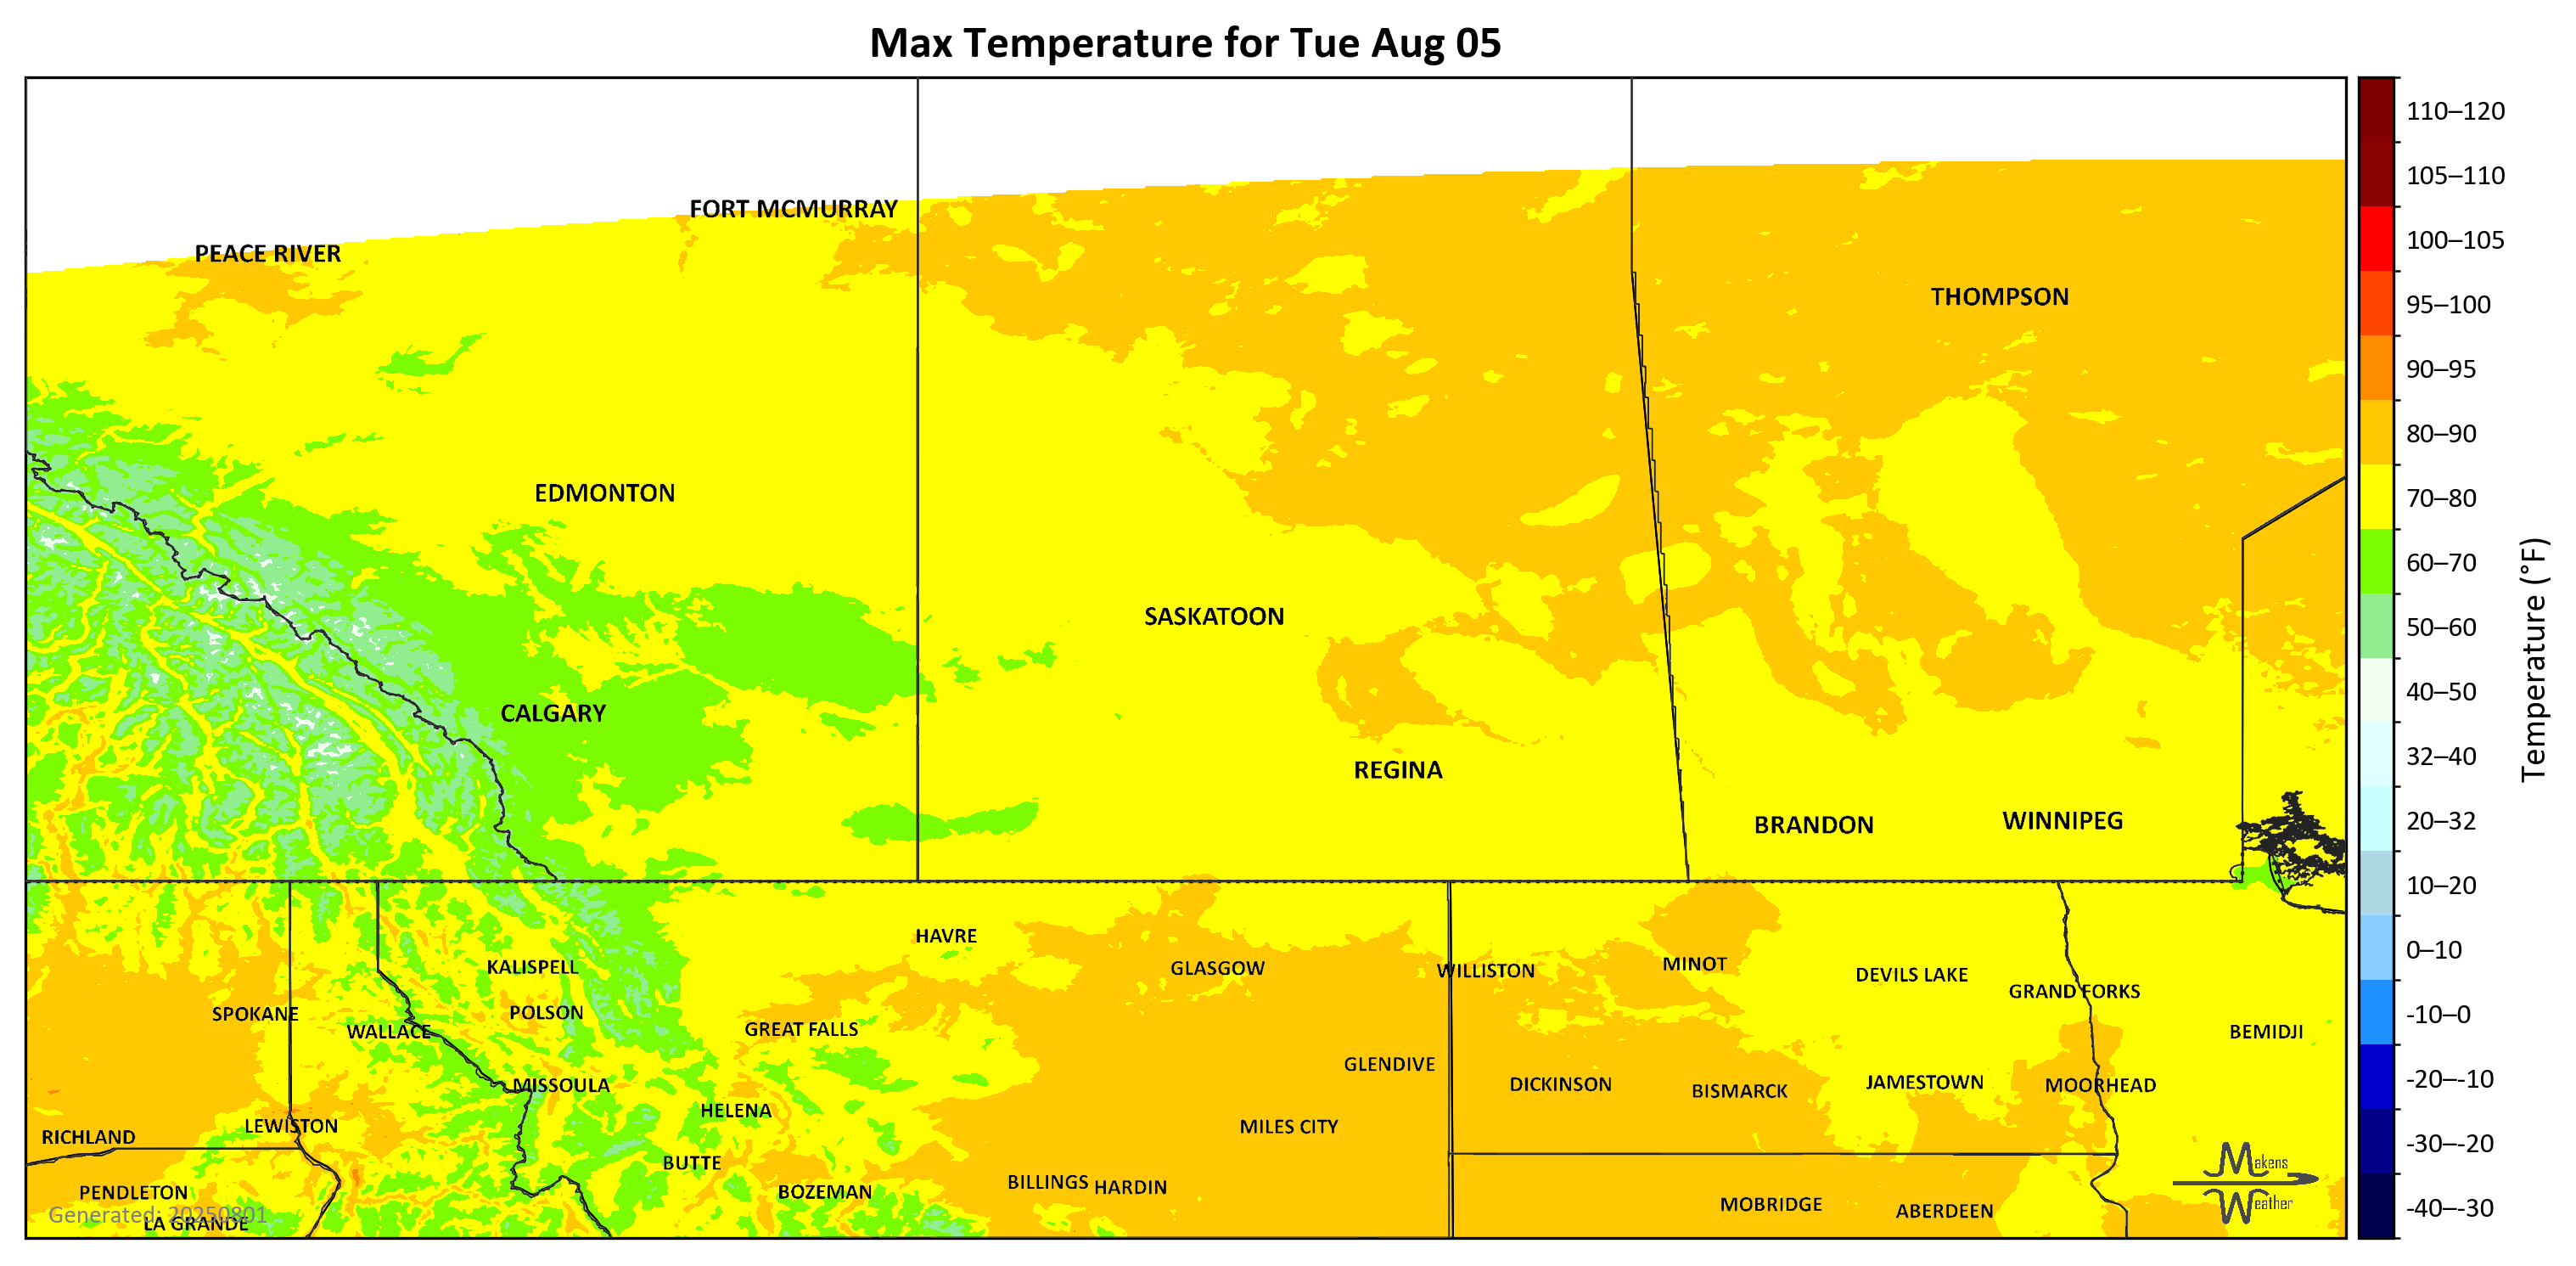 Max Temperature for Tue Aug 05
FORT MCMURRAY
PEACE RIVER
THOMPSON
EDMONTON
SASKATOON
CALGARY
REGINA
BRANDON
WINNIPEG
HAVRE
KALISPELL
GLASGOW
WILLISTON
MINOT
DEVILS LAKE
GRAND FORKS
SPOKANE
POLSON
WALLACE
GREAT FALLS
BEMIDJI
GLENDIVE
MISSOULA
DICKINSON
BISMARCK
JAMESTOWN
MOORHEAD
HELENA
LEWISTON
MILES CITY
RICHLAND
BUTTE
PENDLETON
BOZEMAN
BILLINGS
HARDIN
MOBRIDGE
ABERDEEN
Generated: 20250801
LA GRANDE
Makens
Weather
110–120
105–110
100–105
95–100
90–95
80–90
70–80
60–70
50–60
40–50
32–40
20–32
10–20
0–10
-10–0
-20–-10
-30–-20
-40–-30
Temperature (°F)